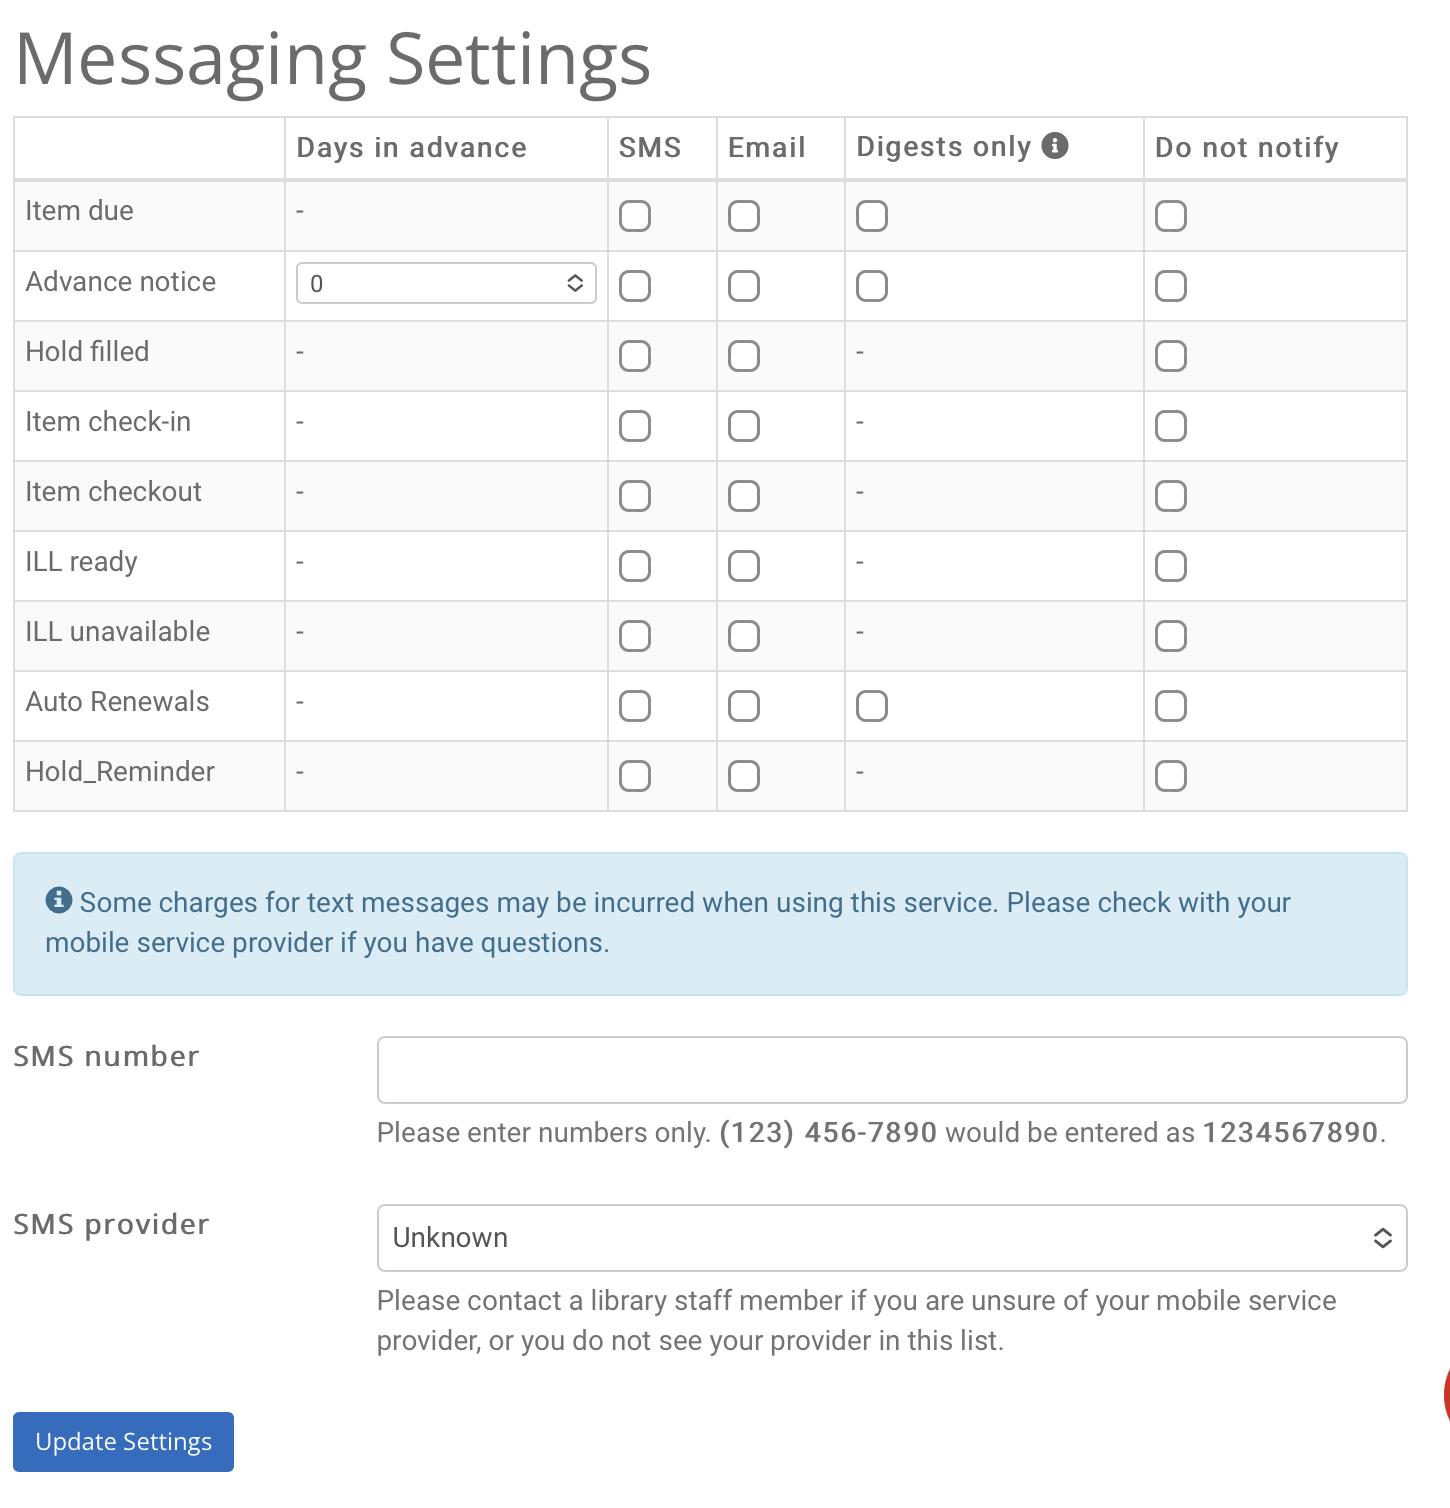 Messaging Settings
Days in advance SMS Email Digests only Do not notify
Item due -
Advance notice 0
Hold filled - -
Item check-in - -
Item checkout - -
ILL ready - -
ILL unavailable - -
Auto Renewals -
Hold_Reminder - -
Some charges for text messages may be incurred when using this service. Please check with your
mobile service provider if you have questions.
SMS number
Please enter numbers only. (123) 456-7890 would be entered as 1234567890.
SMS provider Unknown
Please contact a library staff member if you are unsure of your mobile service
provider, or you do not see your provider in this list.
Update Settings